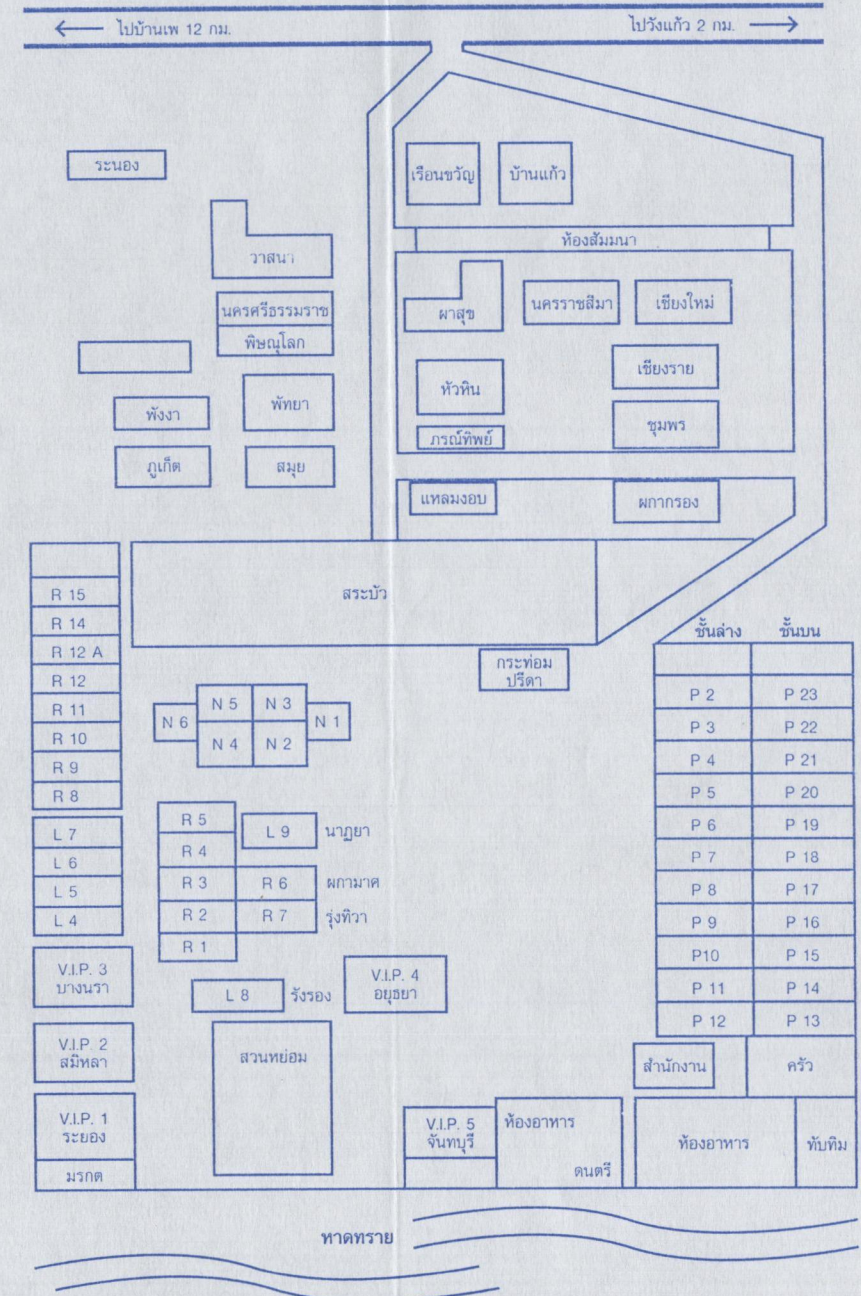 ← ไปบ้านเพ 12 กม.
ไปวังแก้ว 2 กม. →
ระนอง
เรือนขวัญ
บ้านแก้ว
ห้องสัมมนา
วาสนา
นครศรีธรรมราช
พิษณุโลก
ผาสุข
นครราชสีมา
เชียงใหม่
พัทยา
พังงา
หัวหิน
เชียงราย
ภรณ์ทิพย์
ชุมพร
ภูเก็ต
สมุย
แหลมงอบ
ผกากรอง
สระบัว
กระท่อม
ปรีดา
R 15
R 14
R 12 A
R 12
R 11
R 10
R 9
R 8
L 7
L 6
L 5
L 4
N 6
N 5
N 3
N 1
N 4
N 2
R 5
R 4
R 3
R 2
R 1
L 9 นาฏยา
R 6 ผกามาศ
R 7 รุ่งทิวา
L 8 รังรอง
V.I.P. 3
บางนรา
V.I.P. 2
สมิหลา
V.I.P. 1
ระยอง
มรกต
สวนหย่อม
V.I.P. 4
อยุธยา
V.I.P. 5
จันทบุรี
ห้องอาหาร
ดนตรี
ชั้นล่าง ชั้นบน
P 2 P 23
P 3 P 22
P 4 P 21
P 5 P 20
P 6 P 19
P 7 P 18
P 8 P 17
P 9 P 16
P10 P 15
P 11 P 14
P 12 P 13
สำนักงาน
ครัว
ห้องอาหาร
ทับทิม
หาดทราย